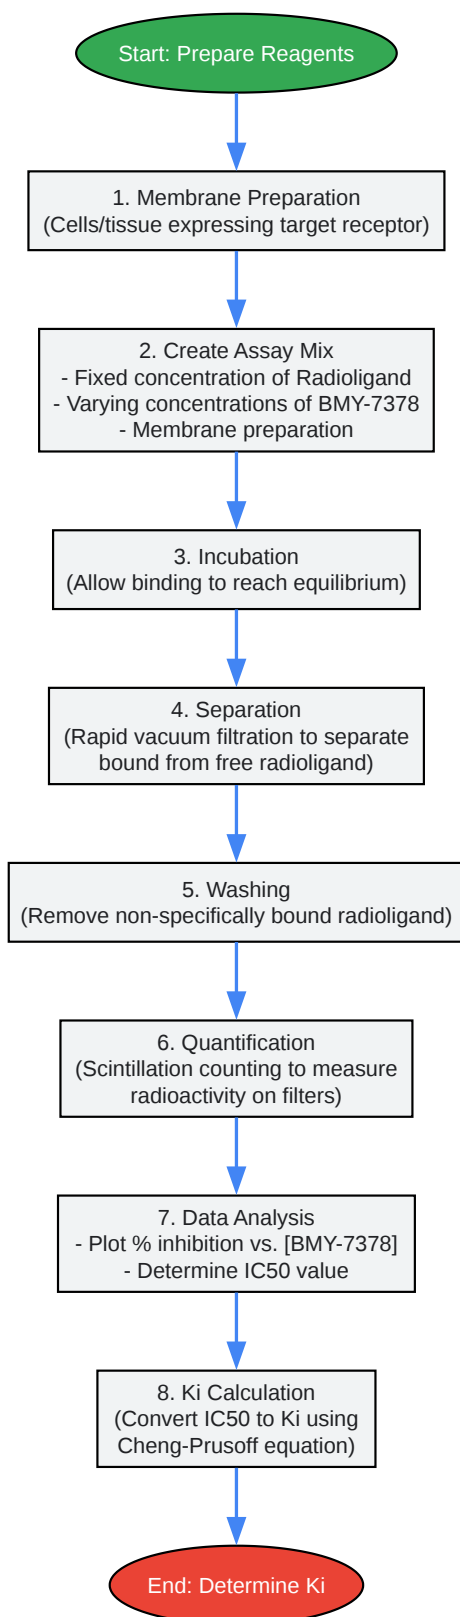 Start: Prepare Reagents
1. Membrane Preparation
(Cells/tissue expressing target receptor)
2. Create Assay Mix
- Fixed concentration of Radioligand
- Varying concentrations of BMY-7378
- Membrane preparation
3. Incubation
(Allow binding to reach equilibrium)
4. Separation
(Rapid vacuum filtration to separate
bound from free radioligand)
5. Washing
(Remove non-specifically bound radioligand)
6. Quantification
(Scintillation counting to measure
radioactivity on filters)
7. Data Analysis
- Plot % inhibition vs. [BMY-7378]
- Determine IC50 value
8. Ki Calculation
(Convert IC50 to Ki using
Cheng-Prusoff equation)
End: Determine Ki